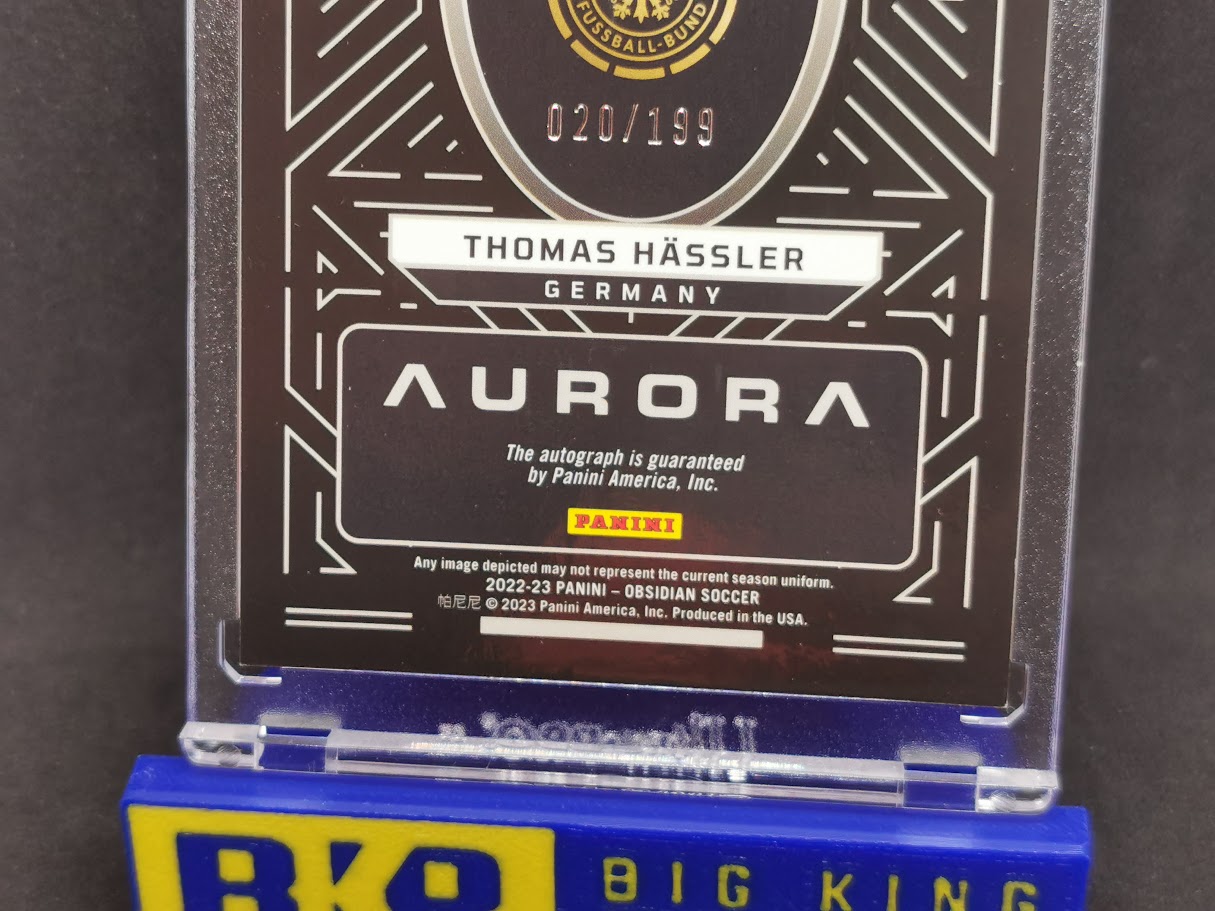 FUSSBALL-BUND
020/199
THOMAS HÄSSLER
GERMANY
AURORA
The autograph is guaranteed
by Panini America, Inc.
PANINI
Any image depicted may not represent the current season uniform.
2022-23 PANINI – OBSIDIAN SOCCER
帕尼尼 © 2023 Panini America, Inc. Produced in the USA.
BIG KING